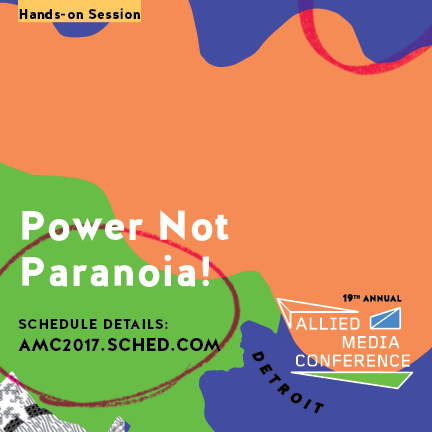 Hands-on Session
Power Not
Paranoia!
SCHEDULE DETAILS:
AMC2017.SCHED.COM
19TH ANNUAL
ALLIED
MEDIA
CONFERENCE
DETROIT